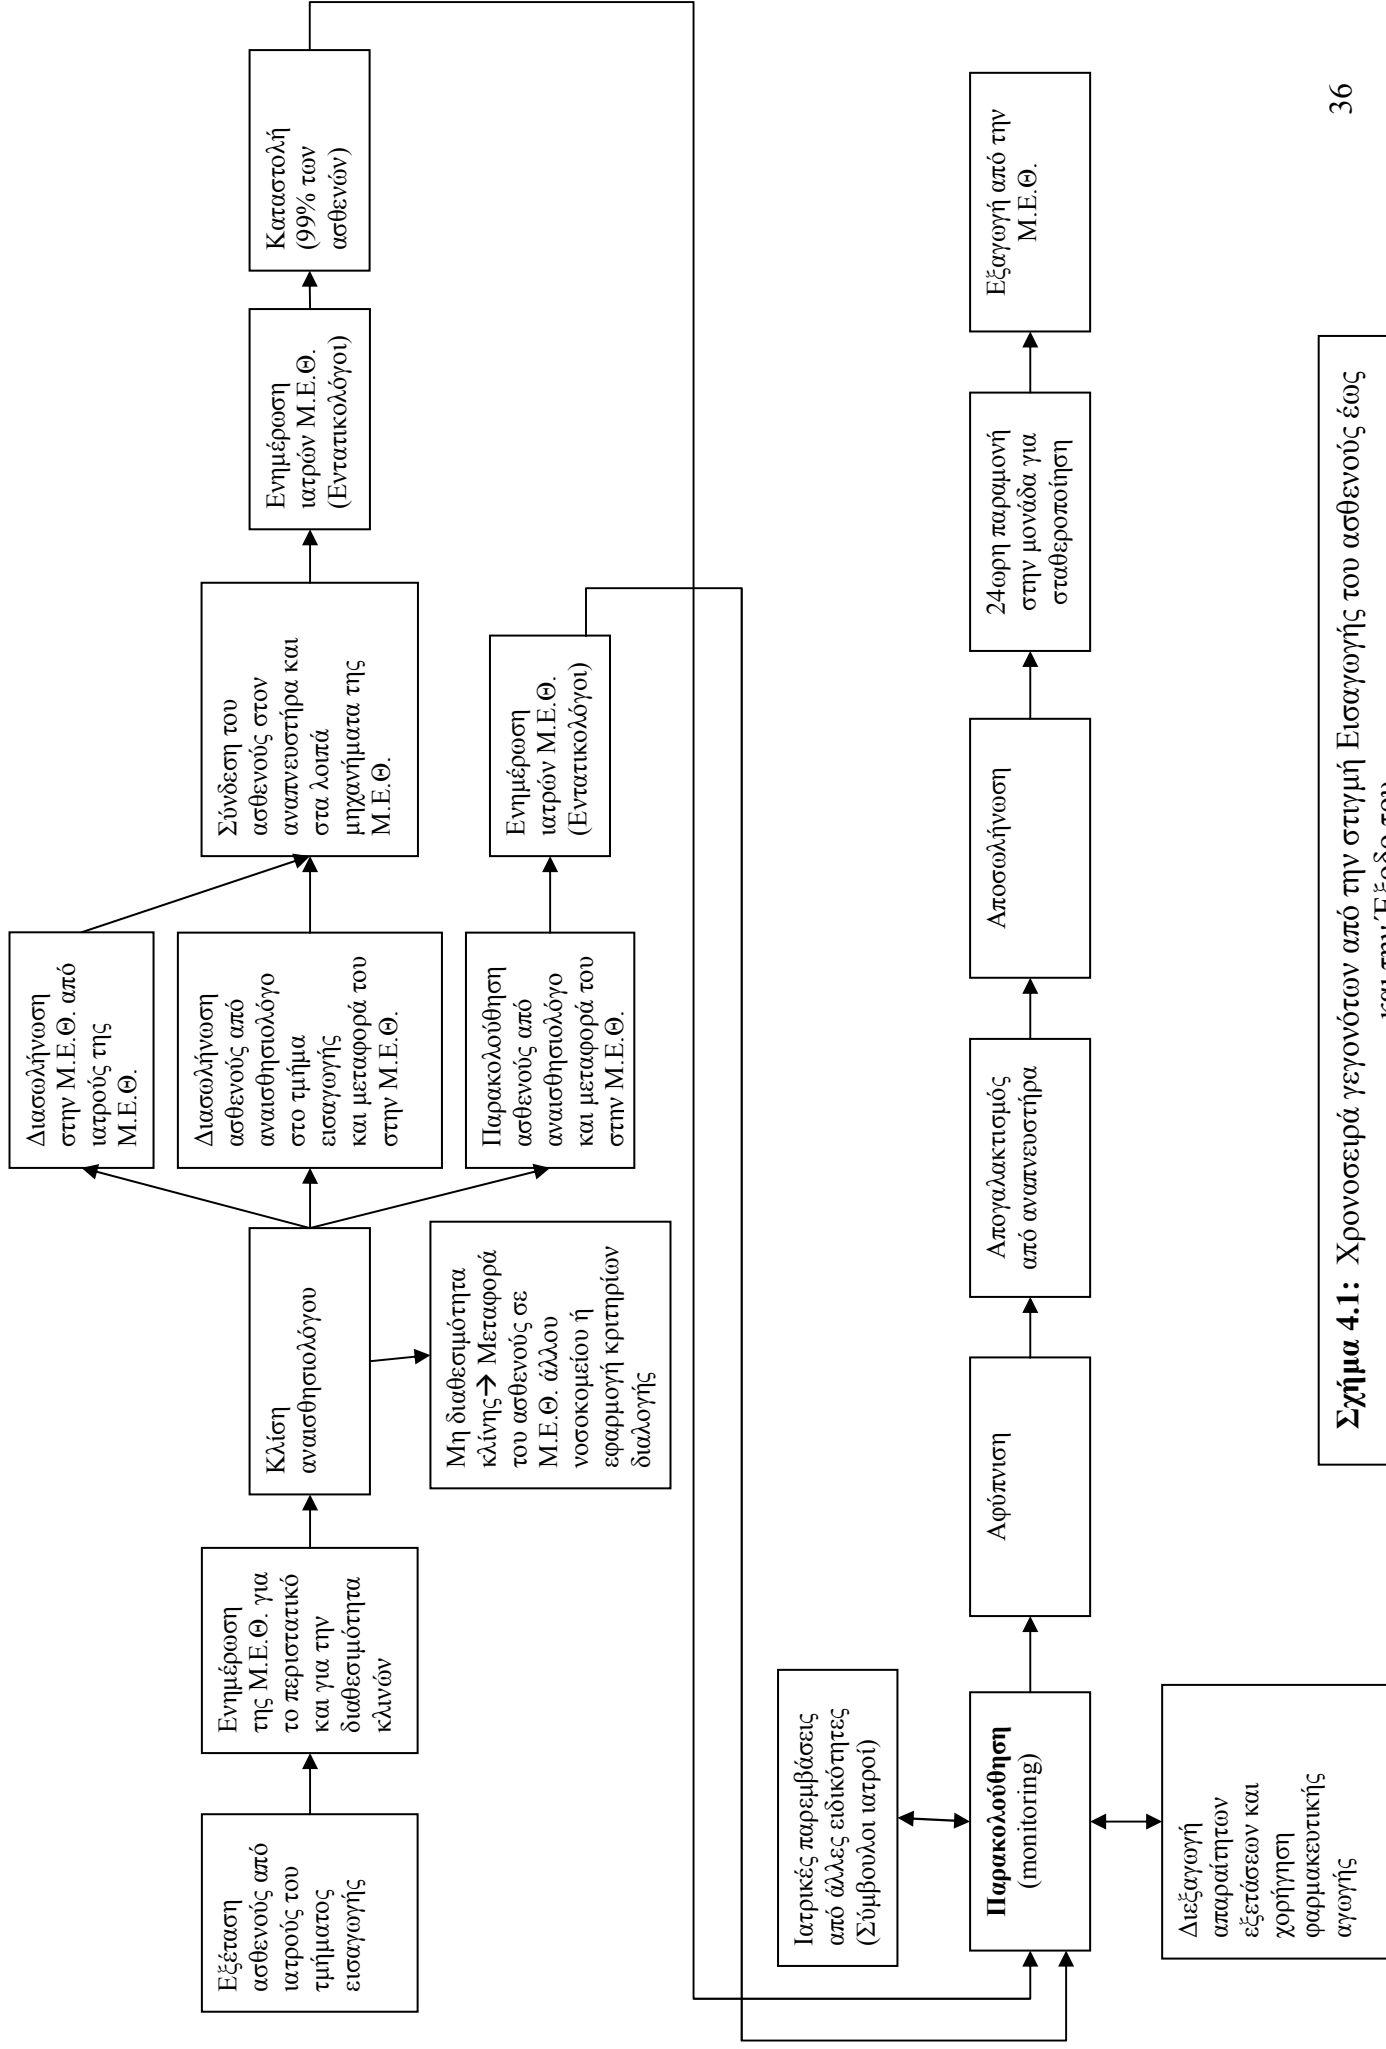 Εξέταση
ασθενούς από
ιατρούς του
τμήματος
εισαγωγής
Ενημέρωση
της Μ.Ε.Θ. για
το περιστατικό
και για την
διαθεσιμότητα
κλινών
Κλίση
αναισθησιολόγου
Μη διαθεσιμότητα
κλίνης→ Μεταφορά
του ασθενούς σε
Μ.Ε.Θ. άλλου
νοσοκομείου ή
εφαρμογή κριτηρίων
διαλογής
Διασωλήνωση
στην Μ.Ε.Θ. από
ιατρούς της
Μ.Ε.Θ.
Διασωλήνωση
ασθενούς από
αναισθησιολόγο
στο τμήμα
εισαγωγής
και μεταφορά του
στην Μ.Ε.Θ.
Παρακολούθηση
ασθενούς από
αναισθησιολόγο
και μεταφορά του
στην Μ.Ε.Θ.
Σύνδεση του
ασθενούς στον
αναπνευστήρα και
στα λοιπά
μηχανήματα της
Μ.Ε.Θ.
Ενημέρωση
ιατρών Μ.Ε.Θ.
(Εντατικολόγοι)
Ενημέρωση
ιατρών Μ.Ε.Θ.
(Εντατικολόγοι)
Καταστολή
(99% των
ασθενών)
Ιατρικές παρεμβάσεις
από άλλες ειδικότητες
(Σύμβουλοι ιατροί)
Παρακολούθηση
(monitoring)
Διεξαγωγή
απαραίτητων
εξετάσεων και
χορήγηση
φαρμακευτικής
αγωγής
Αφύπνιση
Απογαλακτισμός
από αναπνευστήρα
Αποσωλήνωση
24ωρη παραμονή
στην μονάδα για
σταθεροποίηση
Εξαγωγή από την
Μ.Ε.Θ.
Σχήμα 4.1: Χρονοσειρά γεγονότων από την στιγμή Εισαγωγής του ασθενούς έως
και την Έξοδο του
36